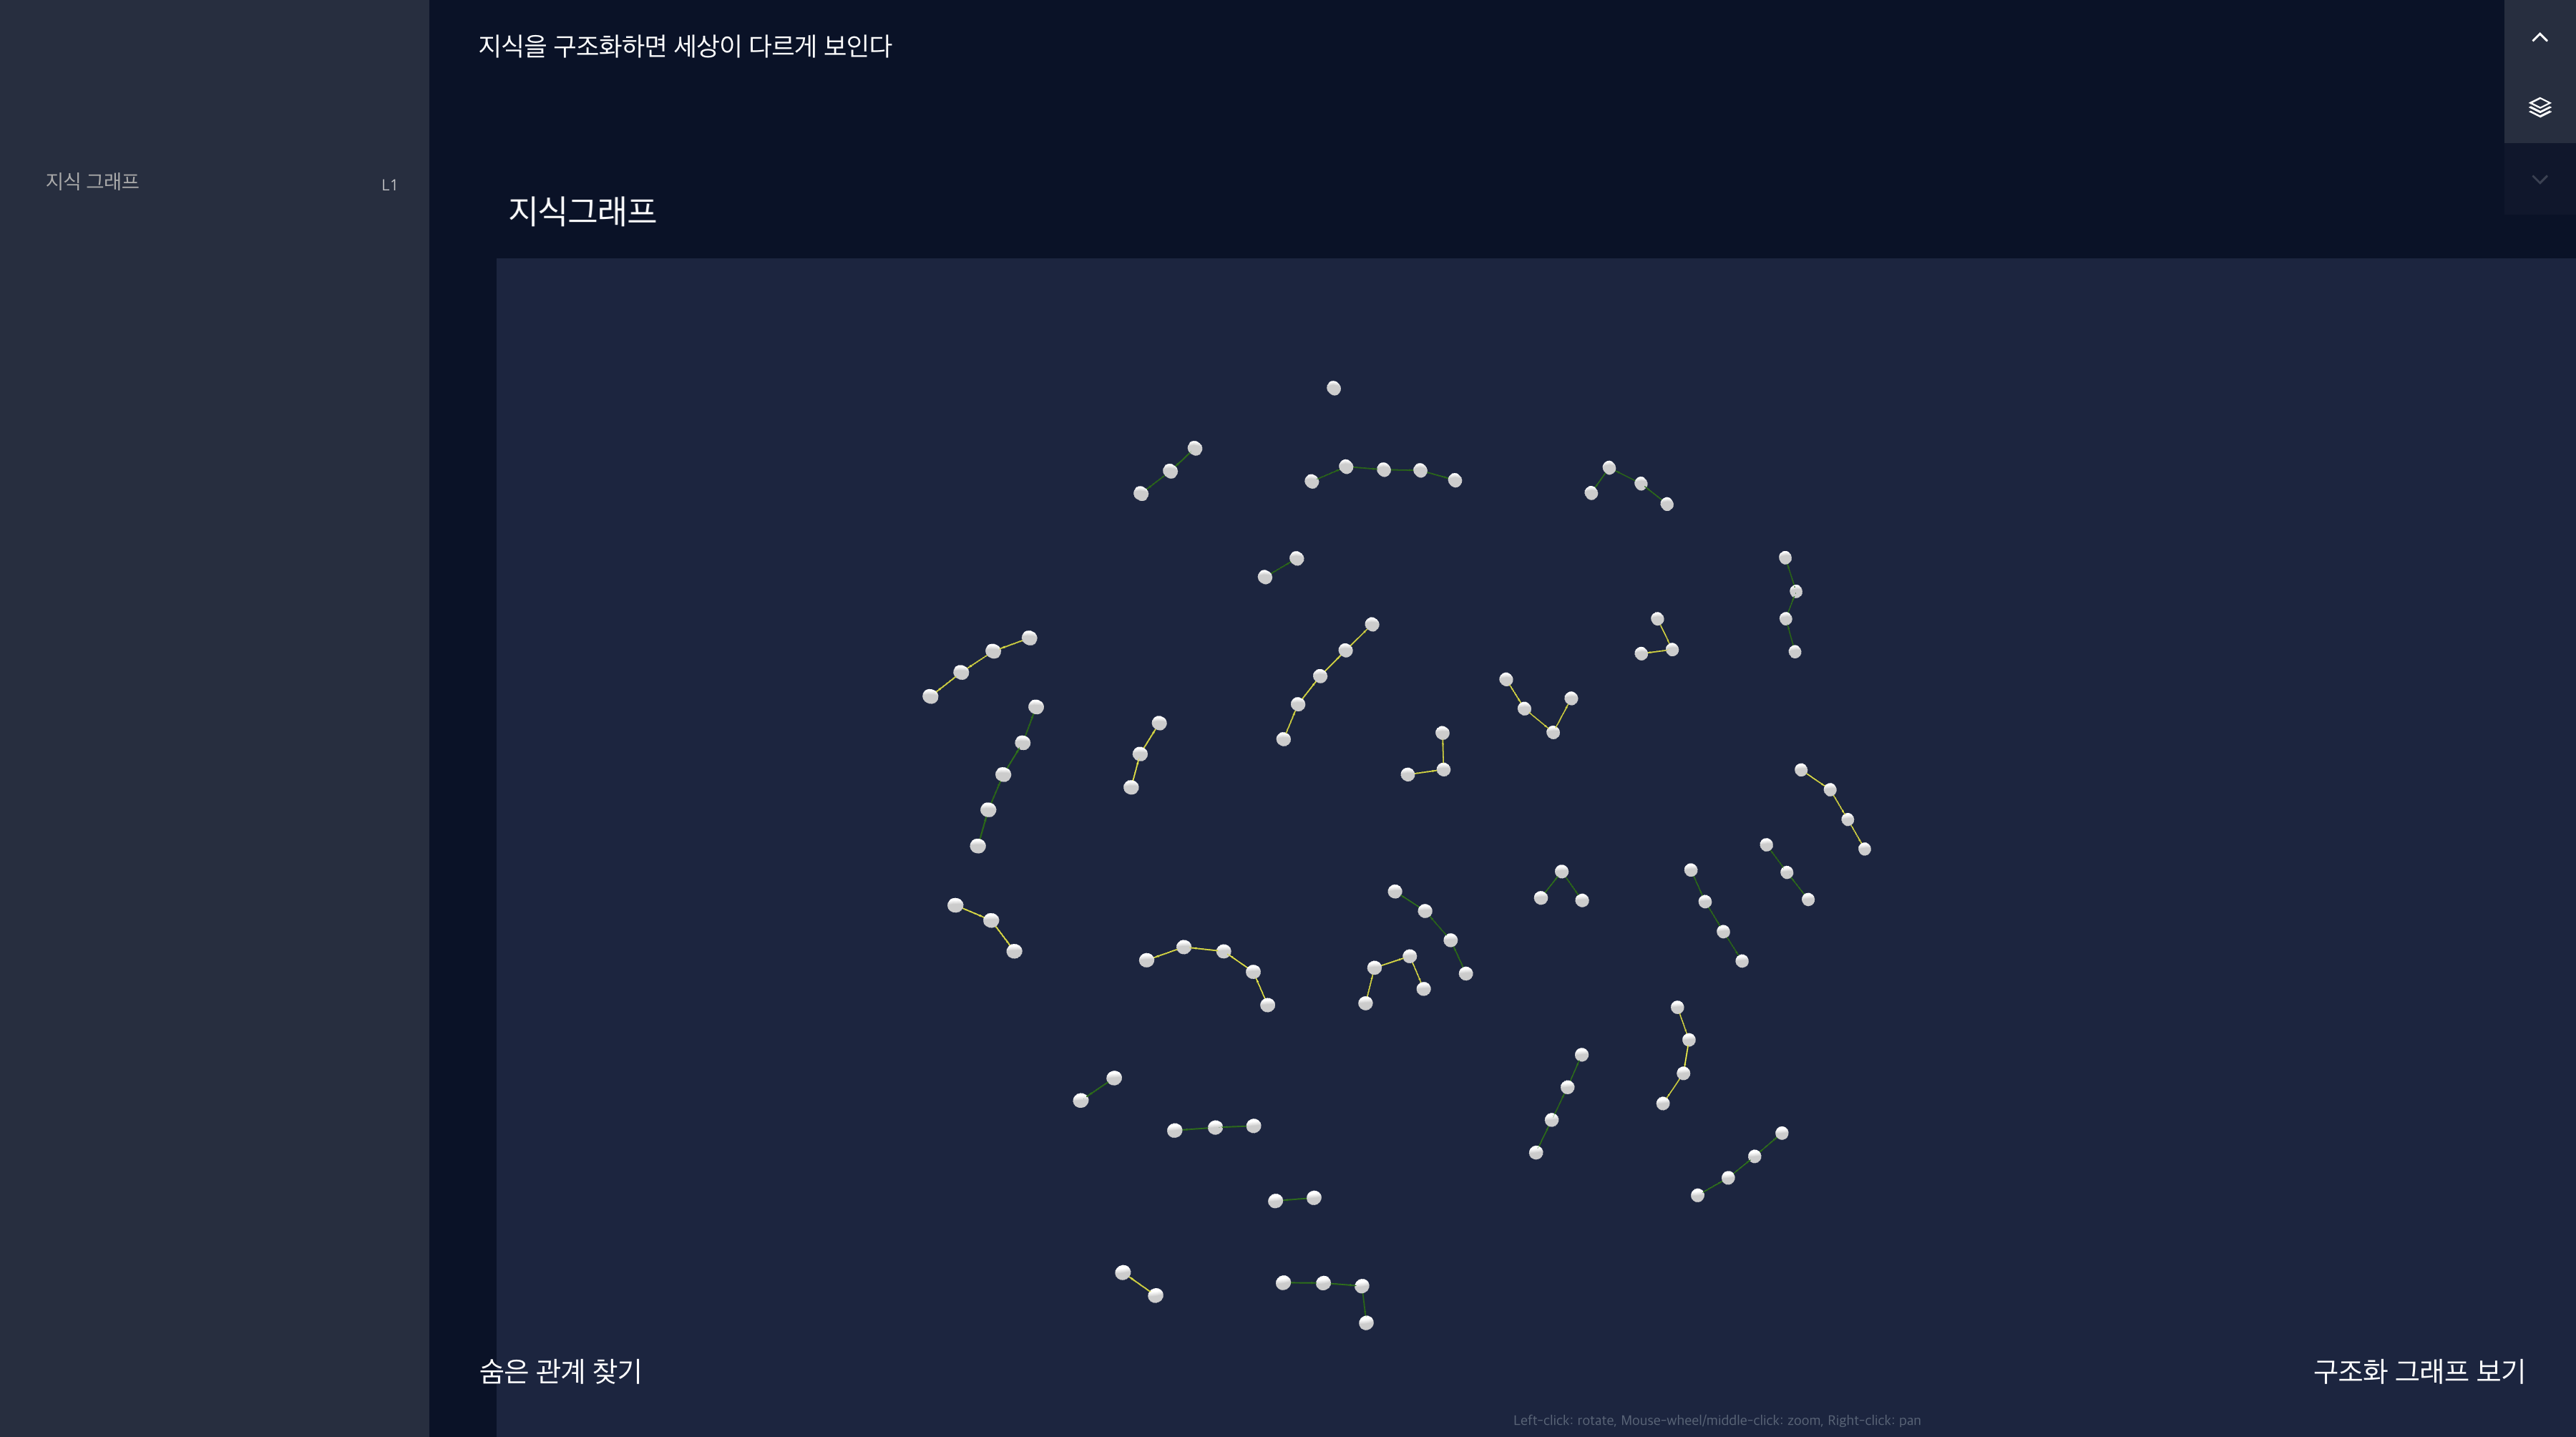 지식을 구조화하면 세상이 다르게 보인다
지식 그래프 L1
지식그래프
숨은 관계 찾기
구조화 그래프 보기
Left-click: rotate, Mouse-wheel/middle-click: zoom, Right-click: pan